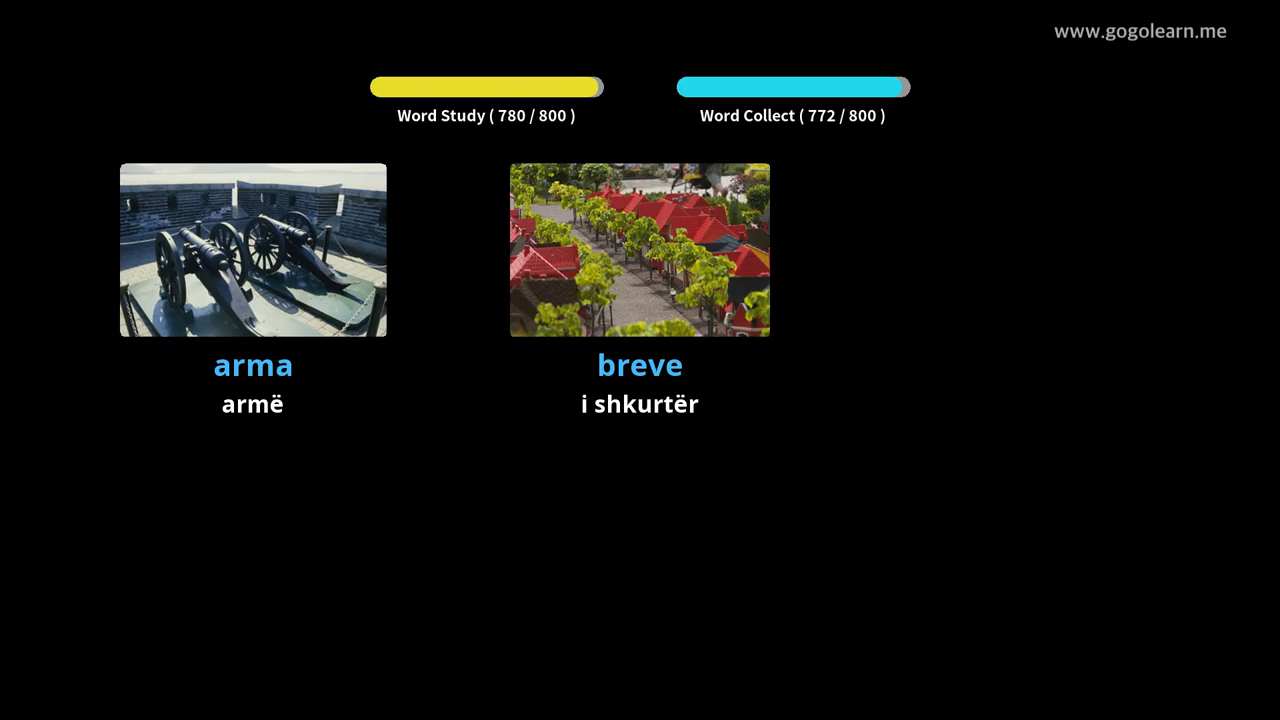 www.gogolearn.me
Word Study ( 780 / 800 )
Word Collect ( 772 / 800 )
arma
armë
breve
i shkurtër